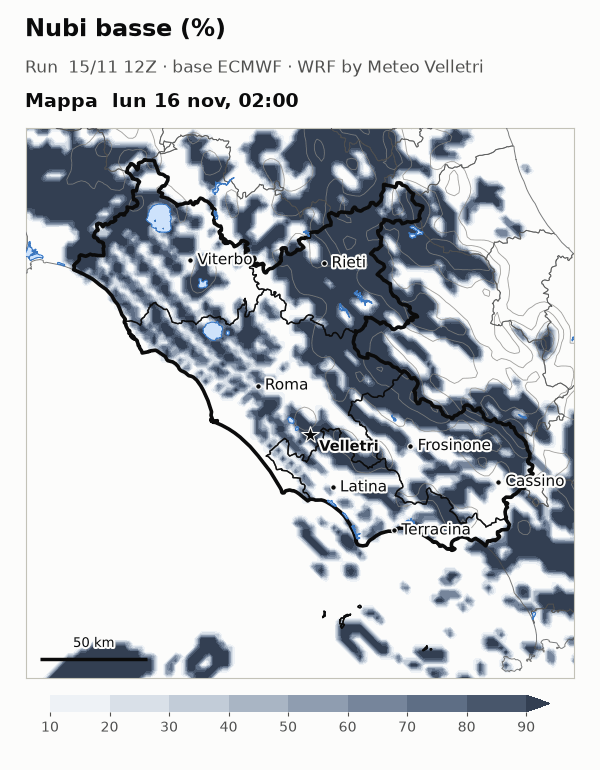 Nubi basse (%)
Run  15/11 12Z · base ECMWF · WRF by Meteo Velletri
Mappa  lun 16 nov, 02:00
Viterbo
Rieti
Roma
Velletri
Frosinone
Cassino
Latina
Terracina
50 km
10 20 30 40 50 60 70 80 90